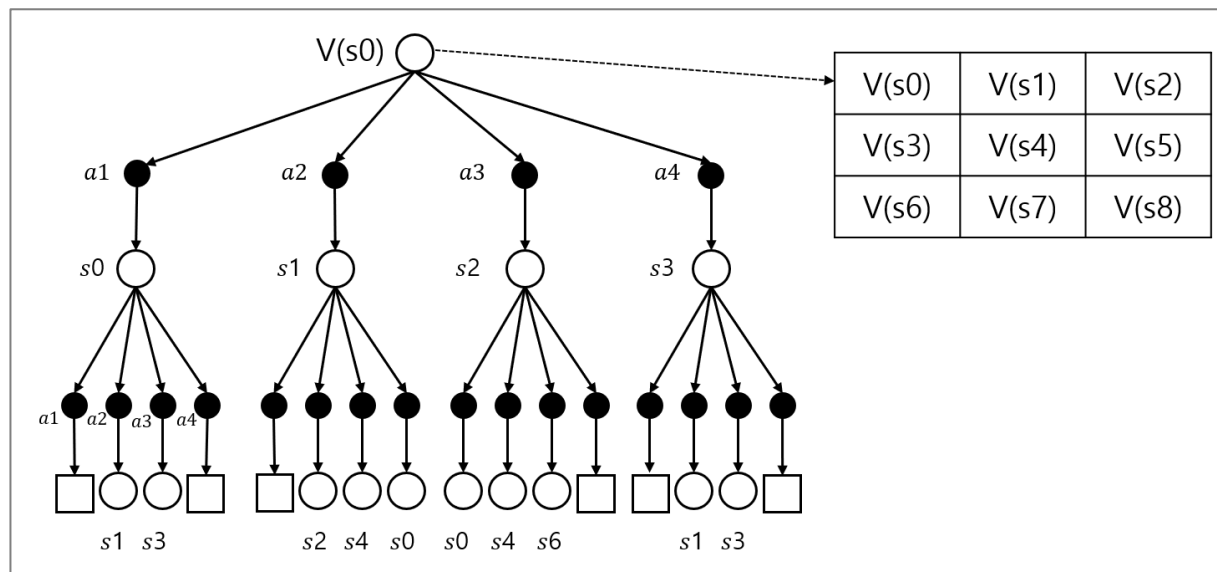 V(s0)
V(s0) V(s1) V(s2)
V(s3) V(s4) V(s5)
V(s6) V(s7) V(s8)
a1 a2 a3 a4
s0 s1 s2 s3
a1 a2 a3 a4
s1 s3 s2 s4 s0 s0 s4 s6 s1 s3